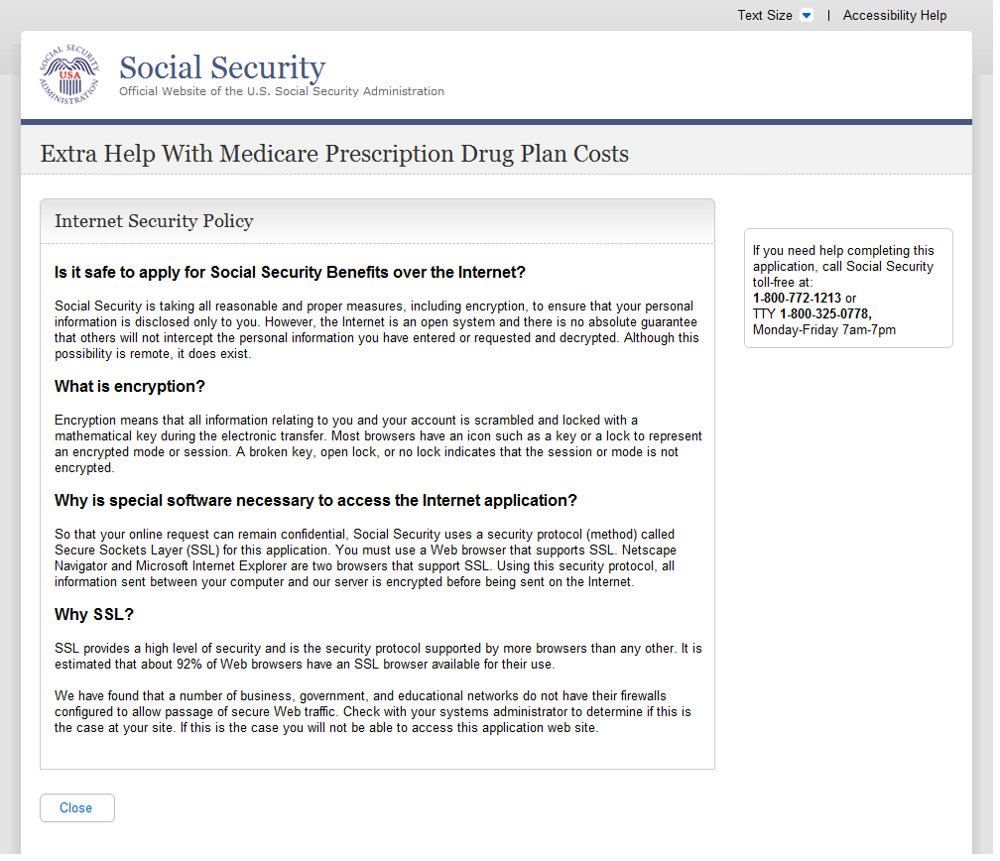 Text Size | Accessibility Help
SOCIAL SECURITY ADMINISTRATION
USA
Social Security
Official Website of the U.S. Social Security Administration
Extra Help With Medicare Prescription Drug Plan Costs
Internet Security Policy
Is it safe to apply for Social Security Benefits over the Internet?
Social Security is taking all reasonable and proper measures, including encryption, to ensure that your personal
information is disclosed only to you. However, the Internet is an open system and there is no absolute guarantee
that others will not intercept the personal information you have entered or requested and decrypted. Although this
possibility is remote, it does exist.
What is encryption?
Encryption means that all information relating to you and your account is scrambled and locked with a
mathematical key during the electronic transfer. Most browsers have an icon such as a key or a lock to represent
an encrypted mode or session. A broken key, open lock, or no lock indicates that the session or mode is not
encrypted.
Why is special software necessary to access the Internet application?
So that your online request can remain confidential, Social Security uses a security protocol (method) called
Secure Sockets Layer (SSL) for this application. You must use a Web browser that supports SSL. Netscape
Navigator and Microsoft Internet Explorer are two browsers that support SSL. Using this security protocol, all
information sent between your computer and our server is encrypted before being sent on the Internet.
Why SSL?
SSL provides a high level of security and is the security protocol supported by more browsers than any other. It is
estimated that about 92% of Web browsers have an SSL browser available for their use.
We have found that a number of business, government, and educational networks do not have their firewalls
configured to allow passage of secure Web traffic. Check with your systems administrator to determine if this is
the case at your site. If this is the case you will not be able to access this application web site.
If you need help completing this
application, call Social Security
toll-free at:
1-800-772-1213 or
TTY 1-800-325-0778,
Monday-Friday 7am-7pm
Close